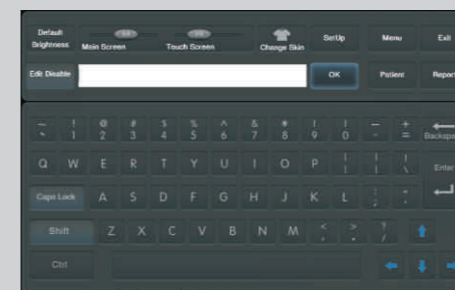 Default Brightness Main Screen Touch Screen Change Skin SetUp Menu Exit
Edit Disable OK Patient Report
~ ! @ # $ % ^ & * ( ) - +
` 1 2 3 4 5 6 7 8 9 0 - = Backspa
Q W E R T Y U I O P { } |
[ ] \ Enter
Caps Lock A S D F G H J K L : "
; '
Shift Z X C V B N M < > ?
, . /
Ctrl